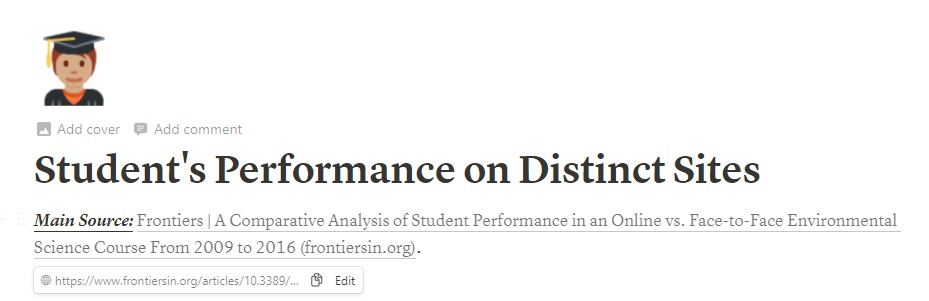 Add cover Add comment
Student's Performance on Distinct Sites
Main Source: Frontiers | A Comparative Analysis of Student Performance in an Online vs. Face-to-Face Environmental
Science Course From 2009 to 2016 (frontiersin.org).
https://www.frontiersin.org/articles/10.3389/... Edit